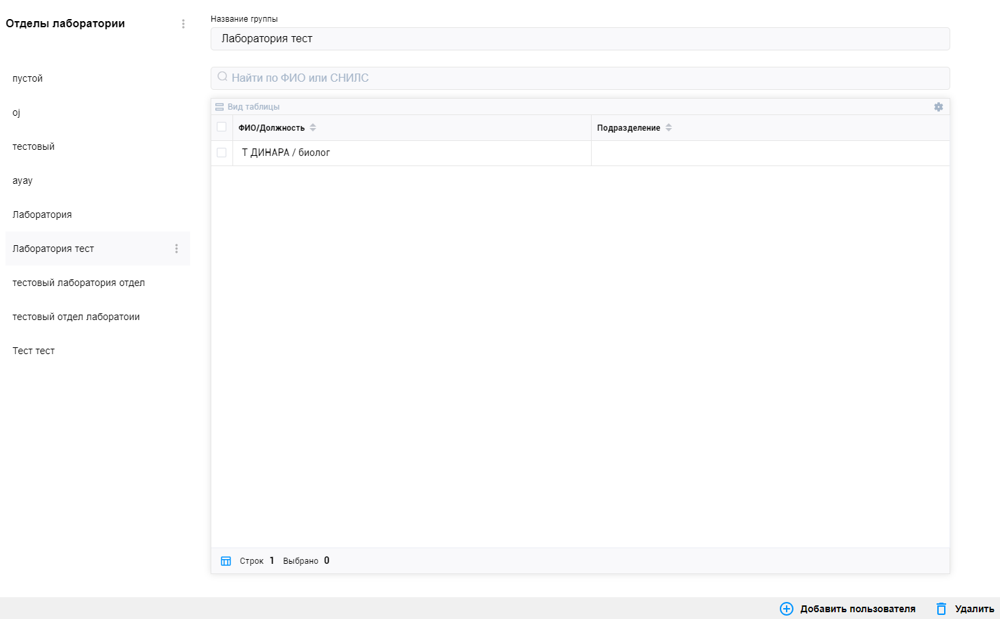 Отделы лаборатории
пустой
oj
тестовый
ауау
Лаборатория
Лаборатория тест
тестовый лаборатория отдел
тестовый отдел лаборатоии
Тест тест
Название группы
Лаборатория тест
Найти по ФИО или СНИЛС
Вид таблицы
ФИО/Должность Подразделение
Т ДИНАРА / биолог
Строк 1 Выбрано 0
Добавить пользователя Удалить